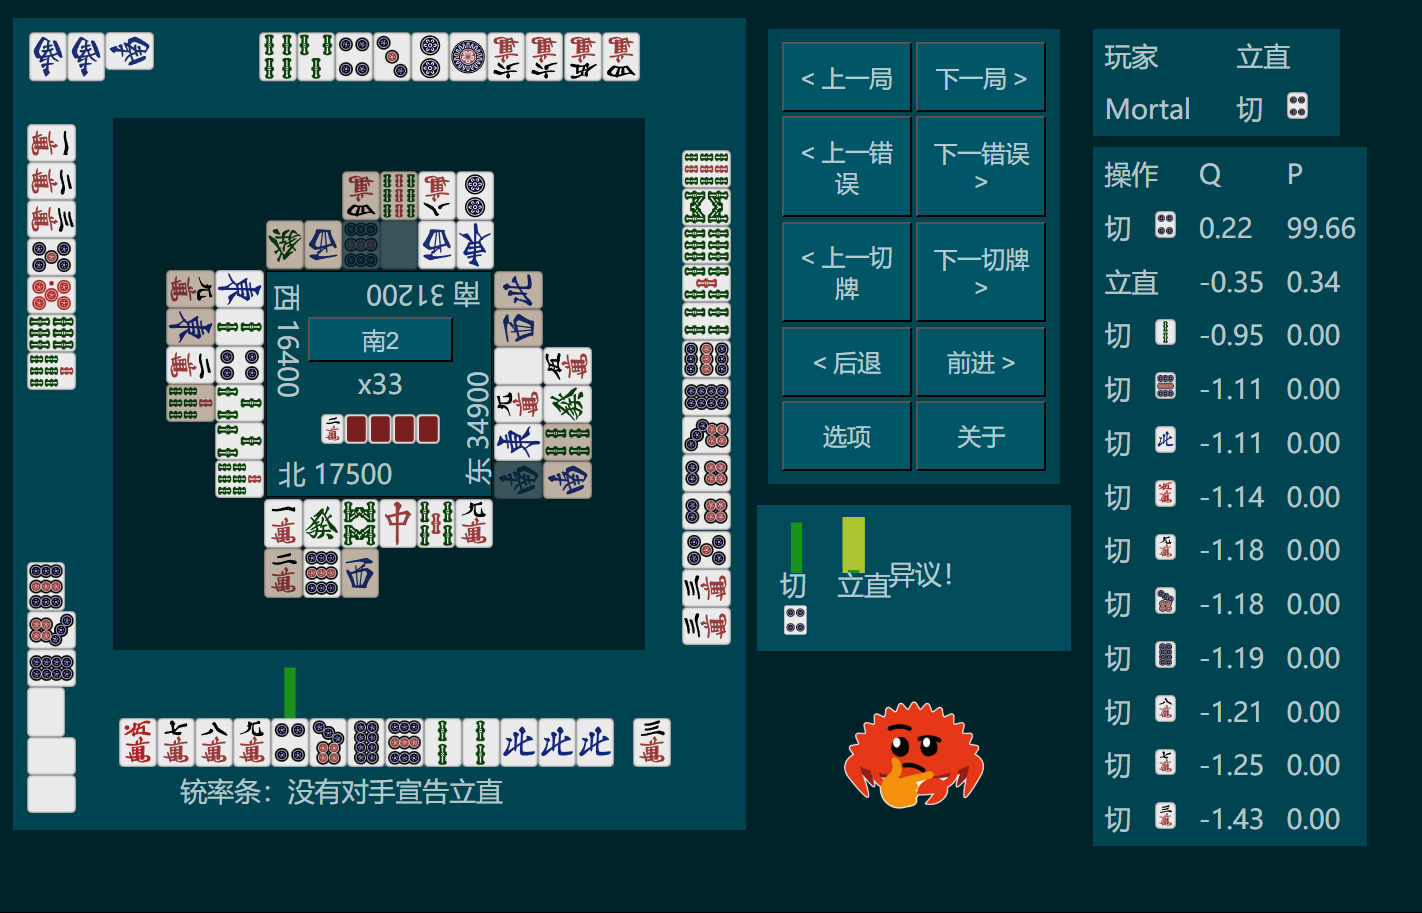 南 31200
西 16400
南2
x33
东 34900
北 17500
铳率条：没有对手宣告立直
< 上一局
下一局 >
< 上一错
误
下一错误
>
< 上一切
牌
下一切牌
>
< 后退
前进 >
选项
关于
切
立直
异议！
玩家 立直
Mortal 切
操作 Q P
切 0.22 99.66
立直 -0.35 0.34
切 -0.95 0.00
切 -1.11 0.00
切 -1.11 0.00
切 -1.14 0.00
切 -1.18 0.00
切 -1.18 0.00
切 -1.19 0.00
切 -1.21 0.00
切 -1.25 0.00
切 -1.43 0.00